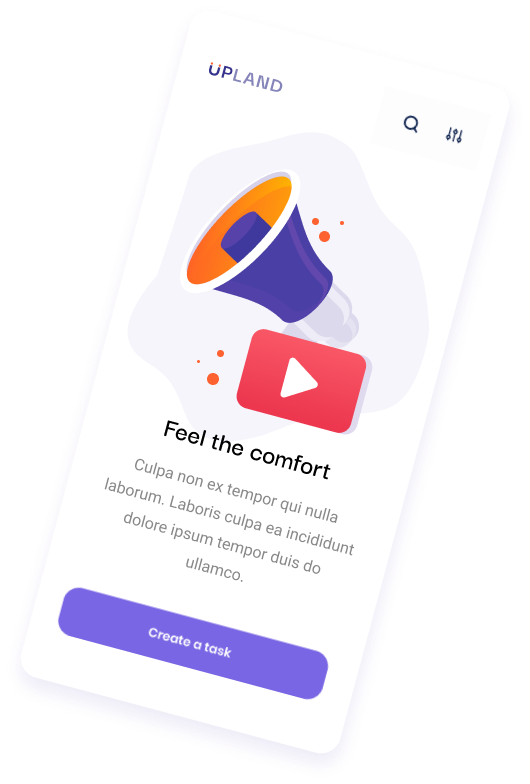 UPLAND
Feel the comfort
Culpa non ex tempor qui nulla
laborum. Laboris culpa ea incididunt
dolore ipsum tempor duis do
ullamco.
Create a task